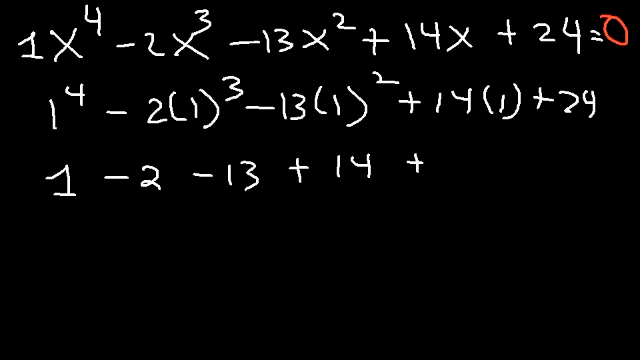 1x⁴ - 2x³ - 13x² + 14x + 24 = 0
1⁴ - 2(1)³ - 13(1)² + 14(1) + 24
1 - 2 - 13 + 14 +